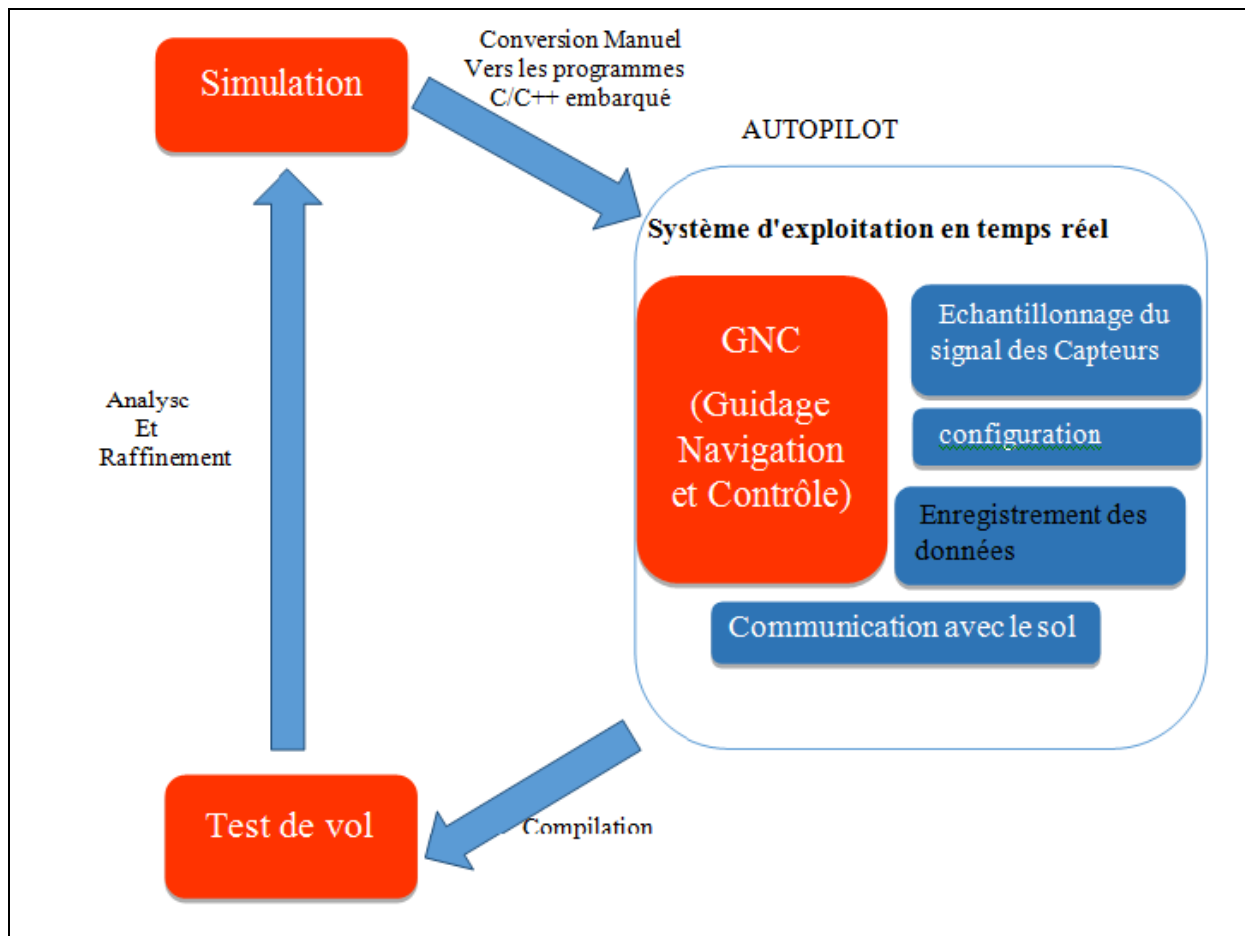 Simulation
Conversion Manuel
Vers les programmes
C/C++ embarqué
AUTOPILOT
Système d'exploitation en temps réel
GNC
(Guidage
Navigation
et Contrôle)
Echantillonnage du
signal des Capteurs
configuration
Enregistrement des
données
Communication avec le sol
Analyse
Et
Raffinement
Test de vol
Compilation